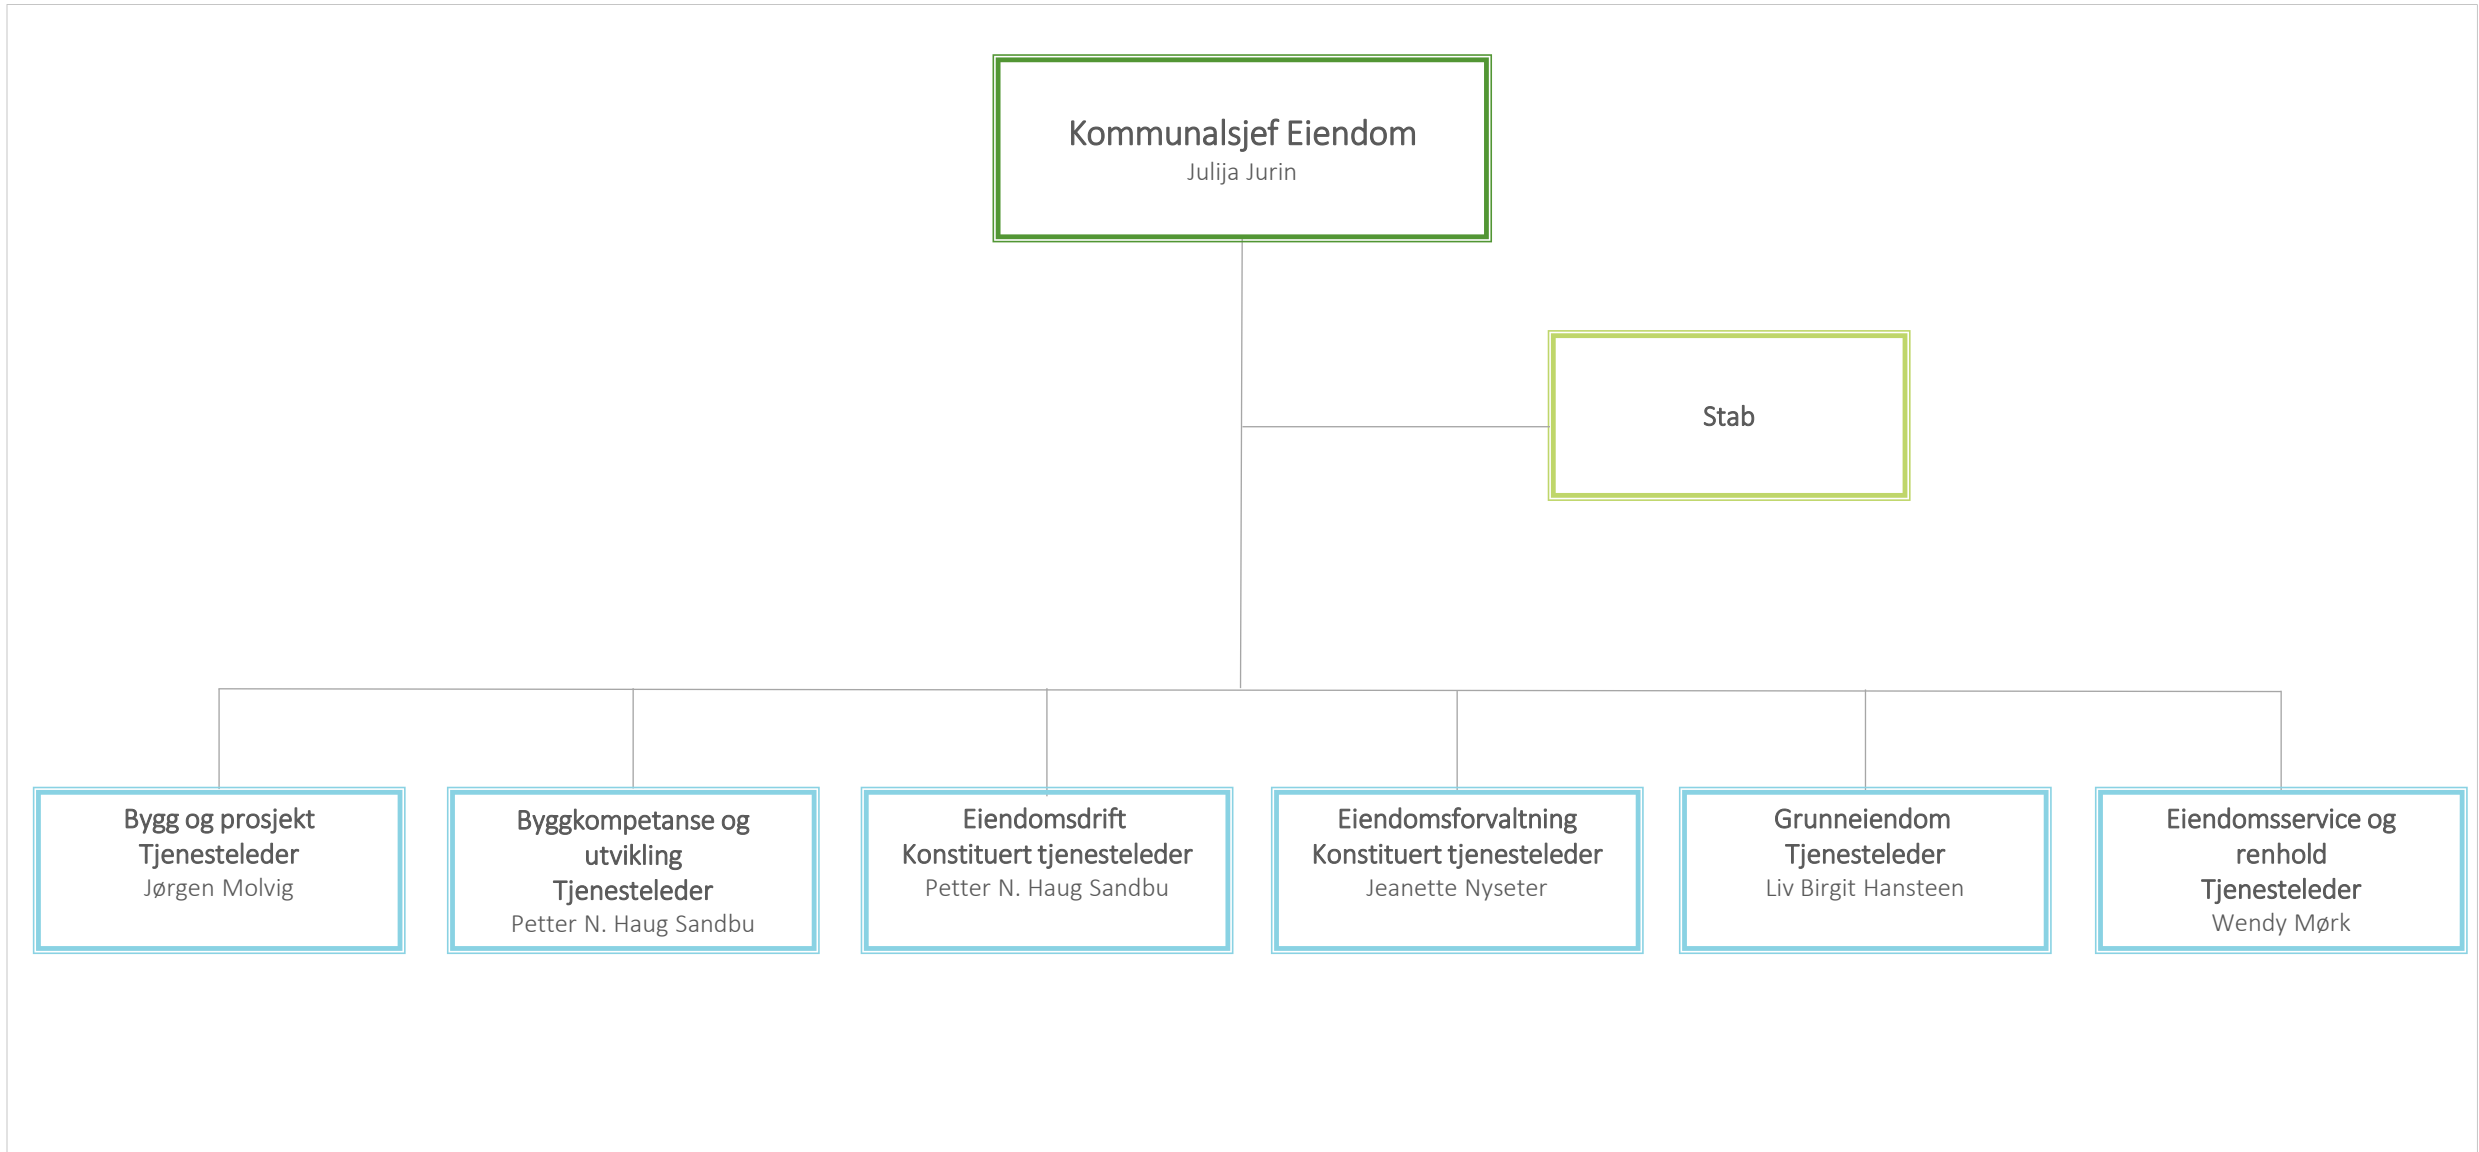 Kommunalsjef Eiendom
Julija Jurin
Stab
Bygg og prosjekt
Tjenesteleder
Jørgen Molvig
Byggkompetanse og
utvikling
Tjenesteleder
Petter N. Haug Sandbu
Eiendomsdrift
Konstituert tjenesteleder
Petter N. Haug Sandbu
Eiendomsforvaltning
Konstituert tjenesteleder
Jeanette Nyseter
Grunneiendom
Tjenesteleder
Liv Birgit Hansteen
Eiendomsservice og
renhold
Tjenesteleder
Wendy Mørk